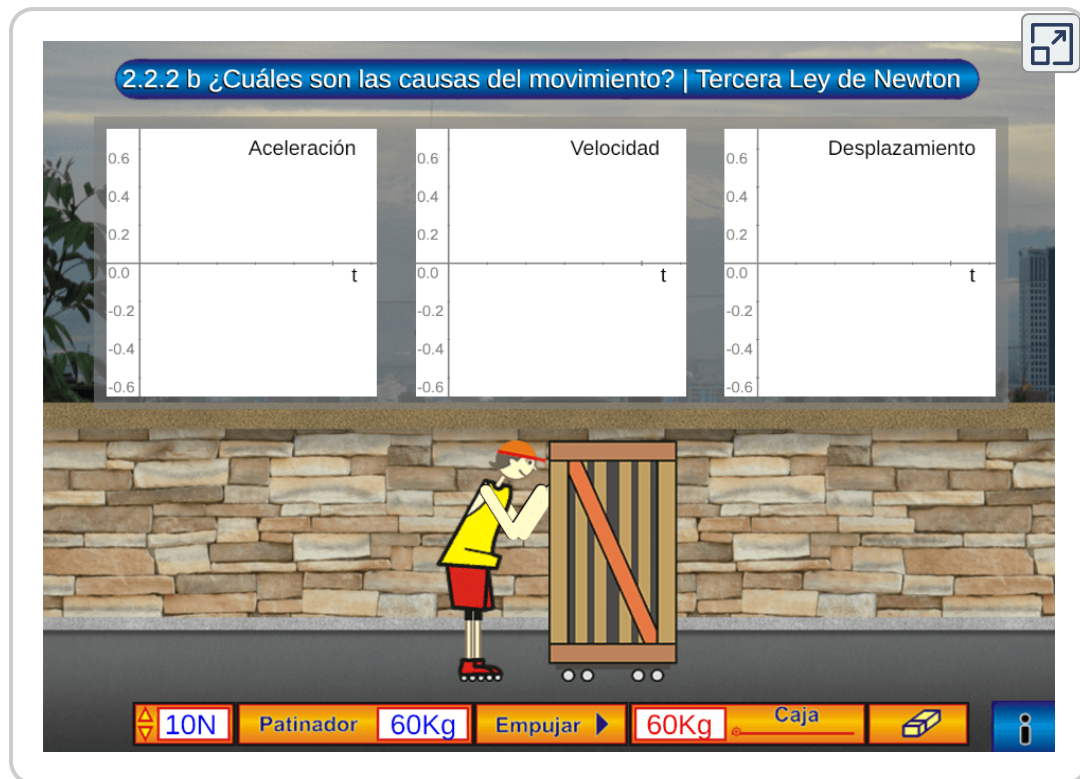 2.2.2 b ¿Cuáles son las causas del movimiento? | Tercera Ley de Newton
Aceleración
0.6
0.4
0.2
0.0
-0.2
-0.4
-0.6
t
Velocidad
0.6
0.4
0.2
0.0
-0.2
-0.4
-0.6
t
Desplazamiento
0.6
0.4
0.2
0.0
-0.2
-0.4
-0.6
t
10N
Patinador
60Kg
Empujar
60Kg
Caja
i